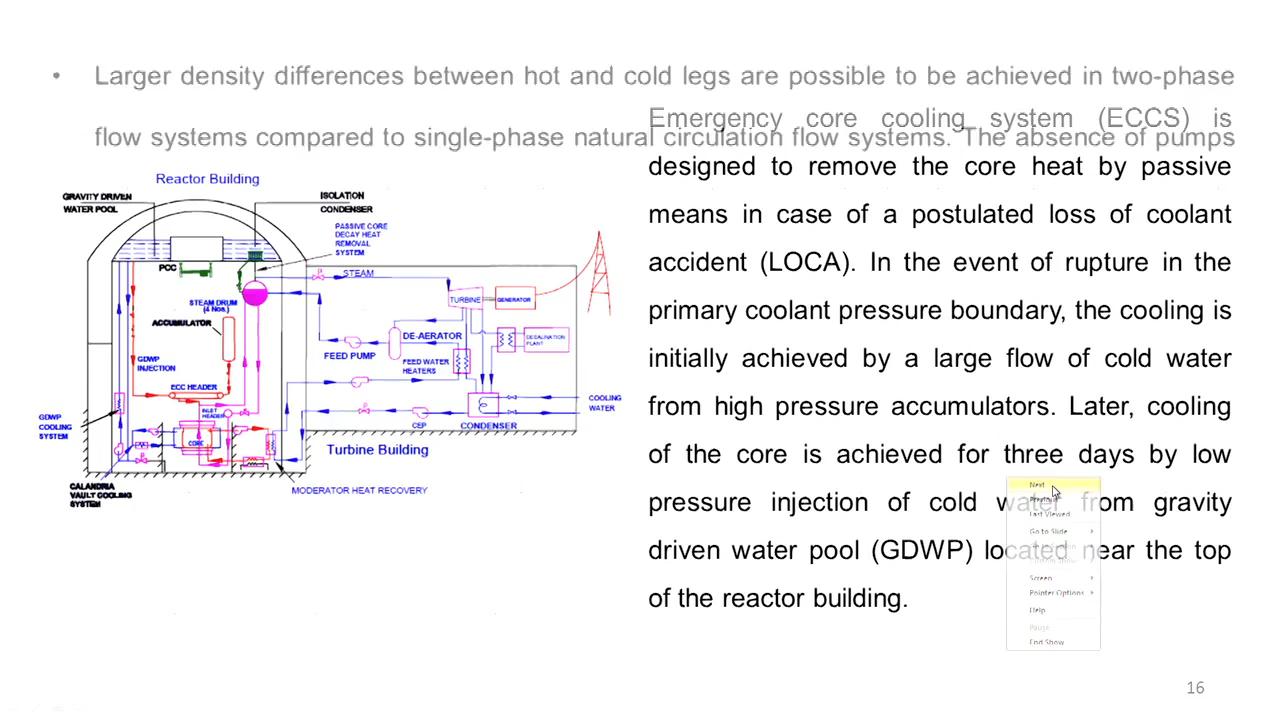 • Larger density differences between hot and cold legs are possible to be achieved in two-phase
flow systems compared to single-phase natural circulation flow systems. The absence of pumps
Emergency core cooling system (ECCS) is
designed to remove the core heat by passive
means in case of a postulated loss of coolant
accident (LOCA). In the event of rupture in the
primary coolant pressure boundary, the cooling is
initially achieved by a large flow of cold water
from high pressure accumulators. Later, cooling
of the core is achieved for three days by low
pressure injection of cold water from gravity
driven water pool (GDWP) located near the top
of the reactor building.
Reactor Building
GRAVITY DRIVEN
WATER POOL
ISOLATION
CONDENSER
PASSIVE CORE
DECAY HEAT
REMOVAL
SYSTEM
PCC
STEAM
STEAM DRUM
(4 Nos.)
TURBINE
GENERATOR
ACCUMULATOR
DE-AERATOR
DESALINATION
PLANT
FEED PUMP
FEED WATER
HEATERS
GDWP
INJECTION
ECC HEADER
INLET
HEADER
COOLING
WATER
GDWP
COOLING
SYSTEM
CORE
CEP
CONDENSER
Turbine Building
CALANDRIA
VAULT COOLING
SYSTEM
MODERATOR HEAT RECOVERY
Next
Previous
Last Viewed
Go to Slide
Screen
Pointer Options
Help
Pause
End Show
16